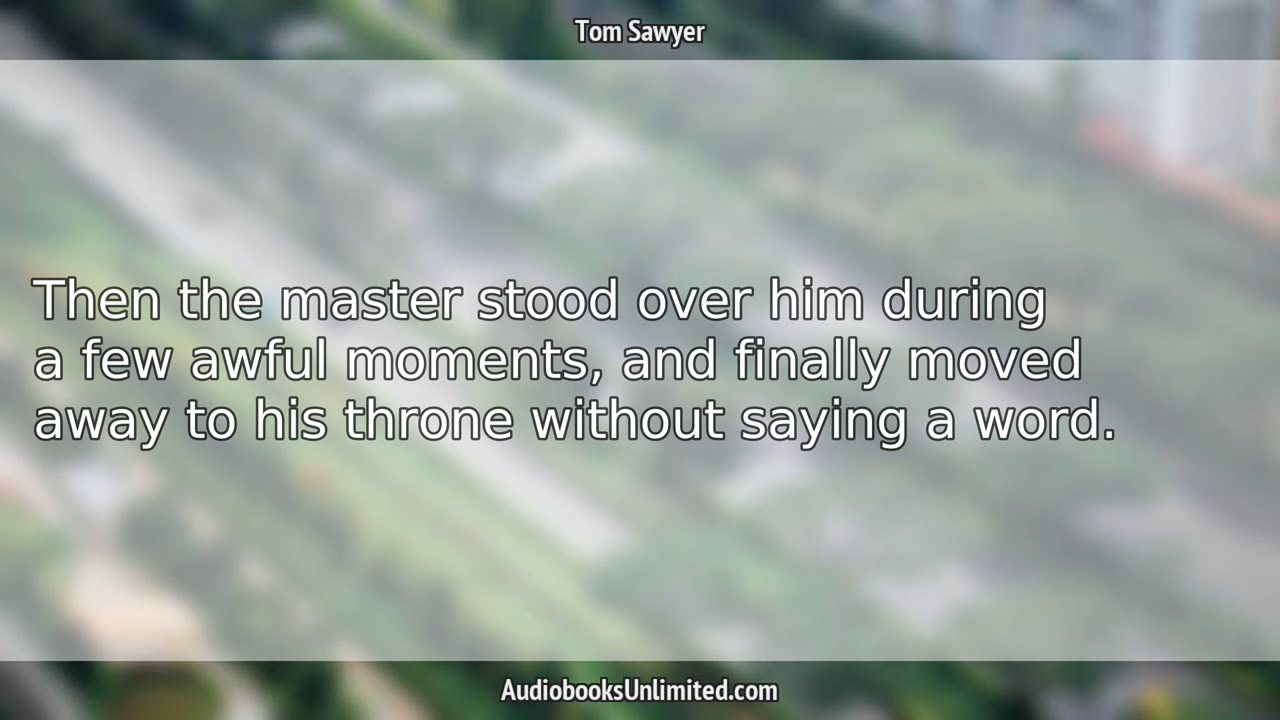 Tom Sawyer
Then the master stood over him during
a few awful moments, and finally moved
away to his throne without saying a word.
AudiobooksUnlimited.com